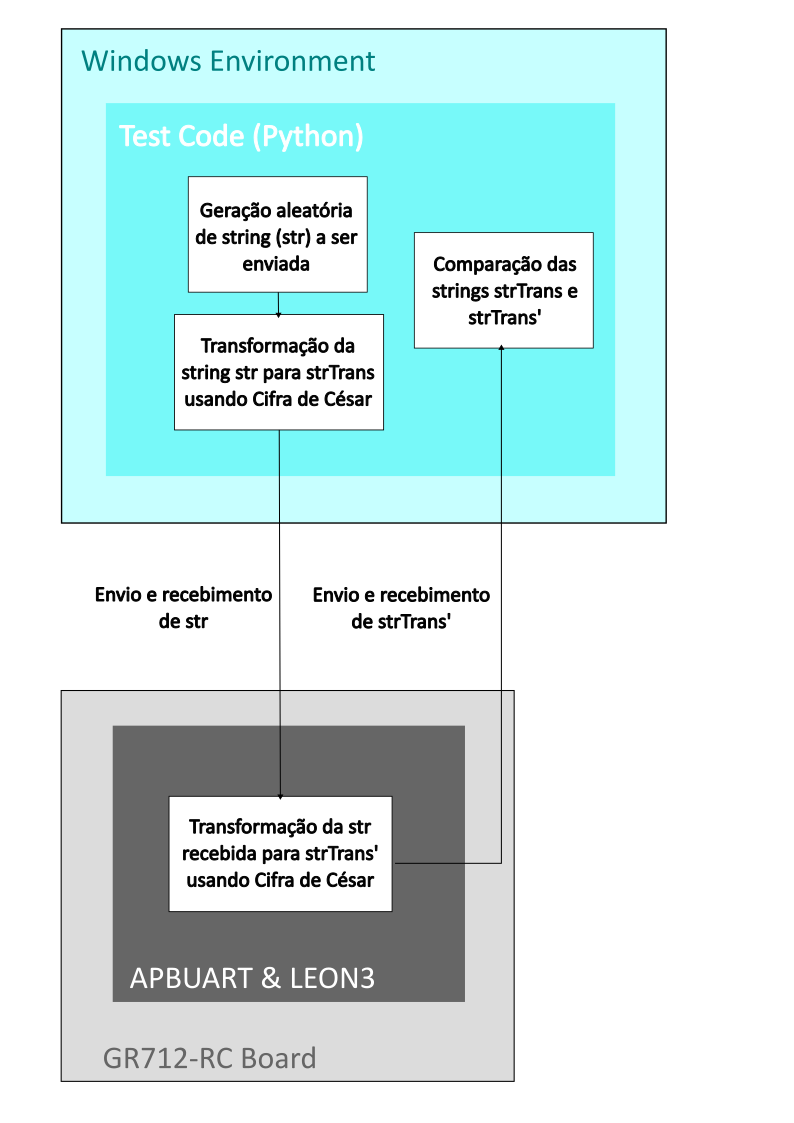 Windows Environment
Test Code (Python)
Geração aleatória
de string (str) a ser
enviada
Comparação das
strings strTrans e
strTrans'
Transformação da
string str para strTrans
usando Cifra de César
Envio e recebimento
de str
Envio e recebimento
de strTrans'
Transformação da str
recebida para strTrans'
usando Cifra de César
APBUART & LEON3
GR712-RC Board